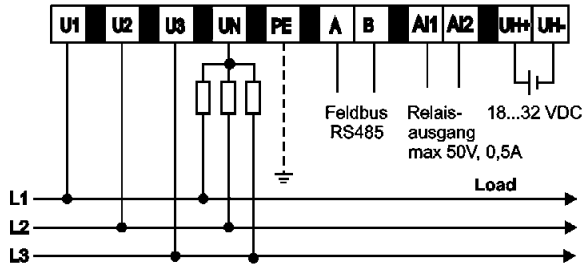 U1 U2 U3 UN PE A B AI1 AI2 UH+ UH-
Feldbus
RS485
Relais-
ausgang
max 50V, 0,5A
18...32 VDC
Load
L1
L2
L3